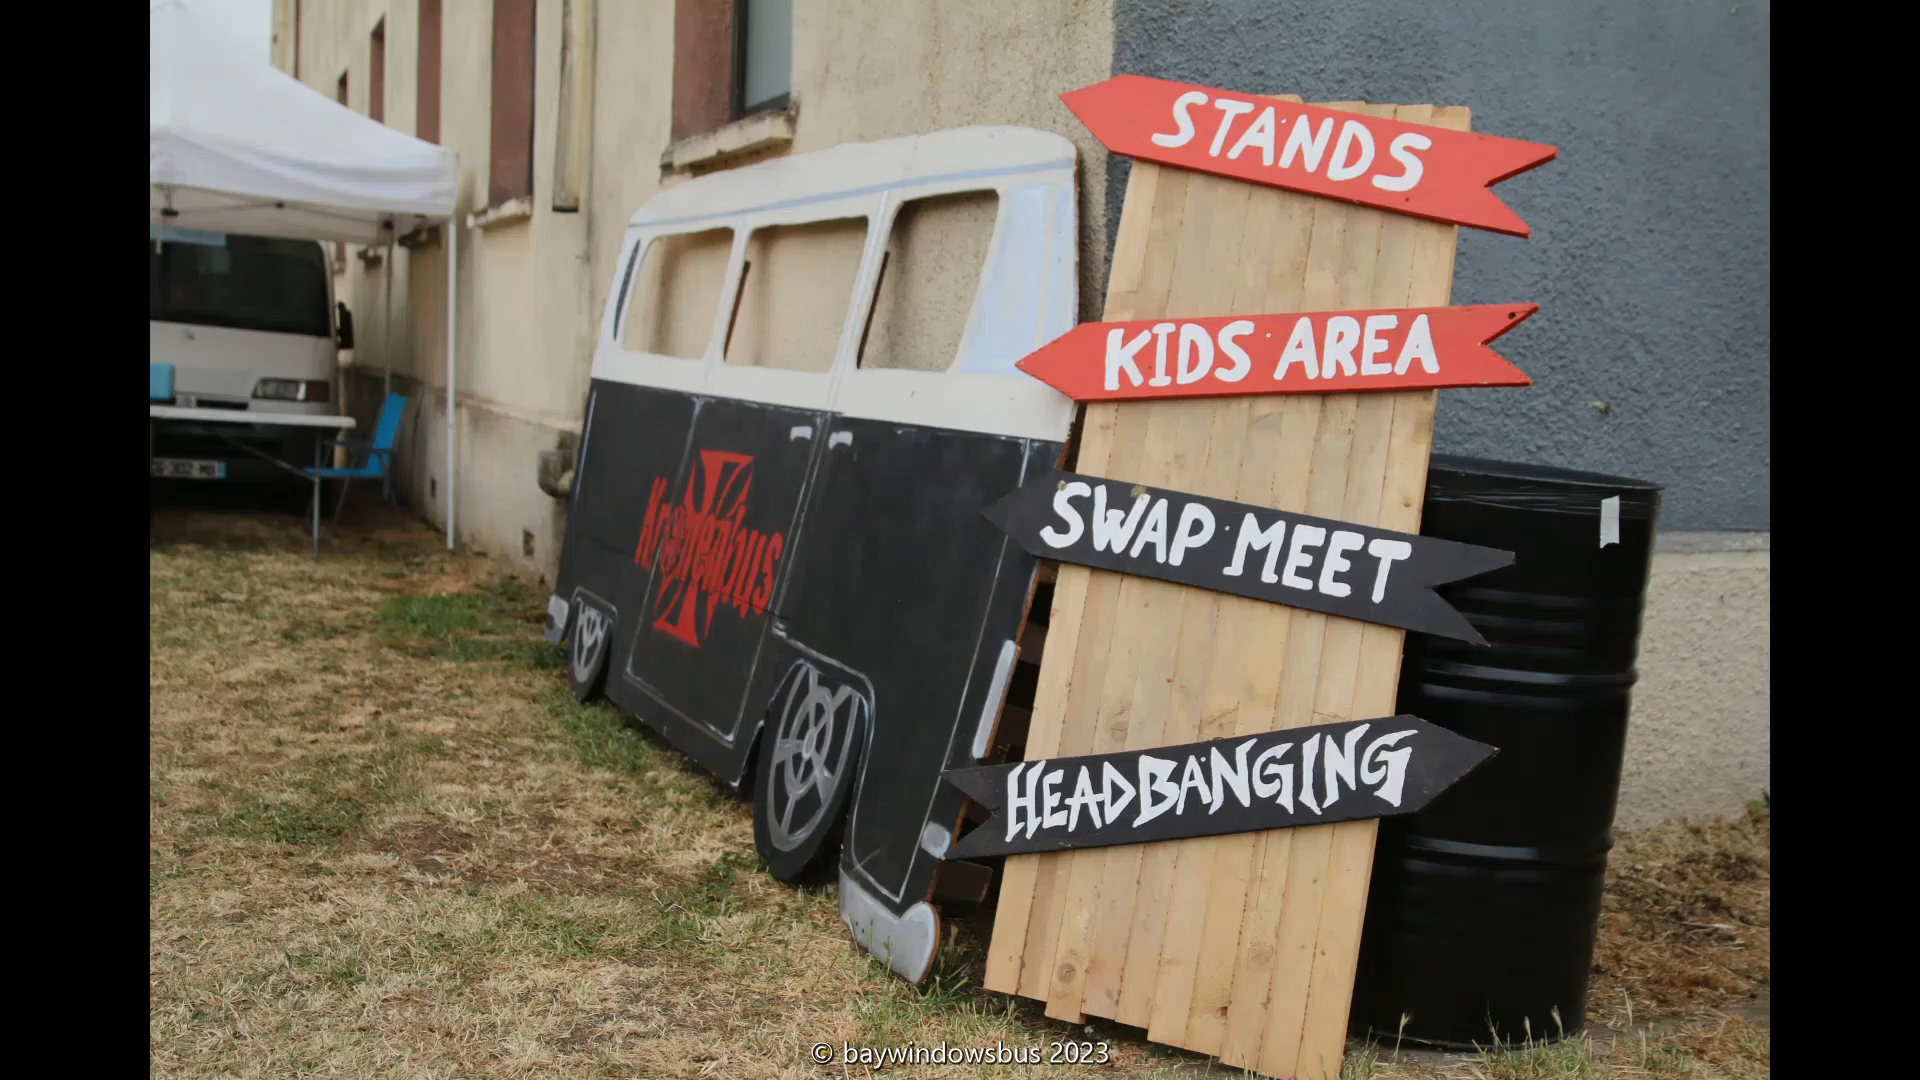 STANDS
KIDS AREA
SWAP MEET
HEADBANGING
© baywindowsbus 2023